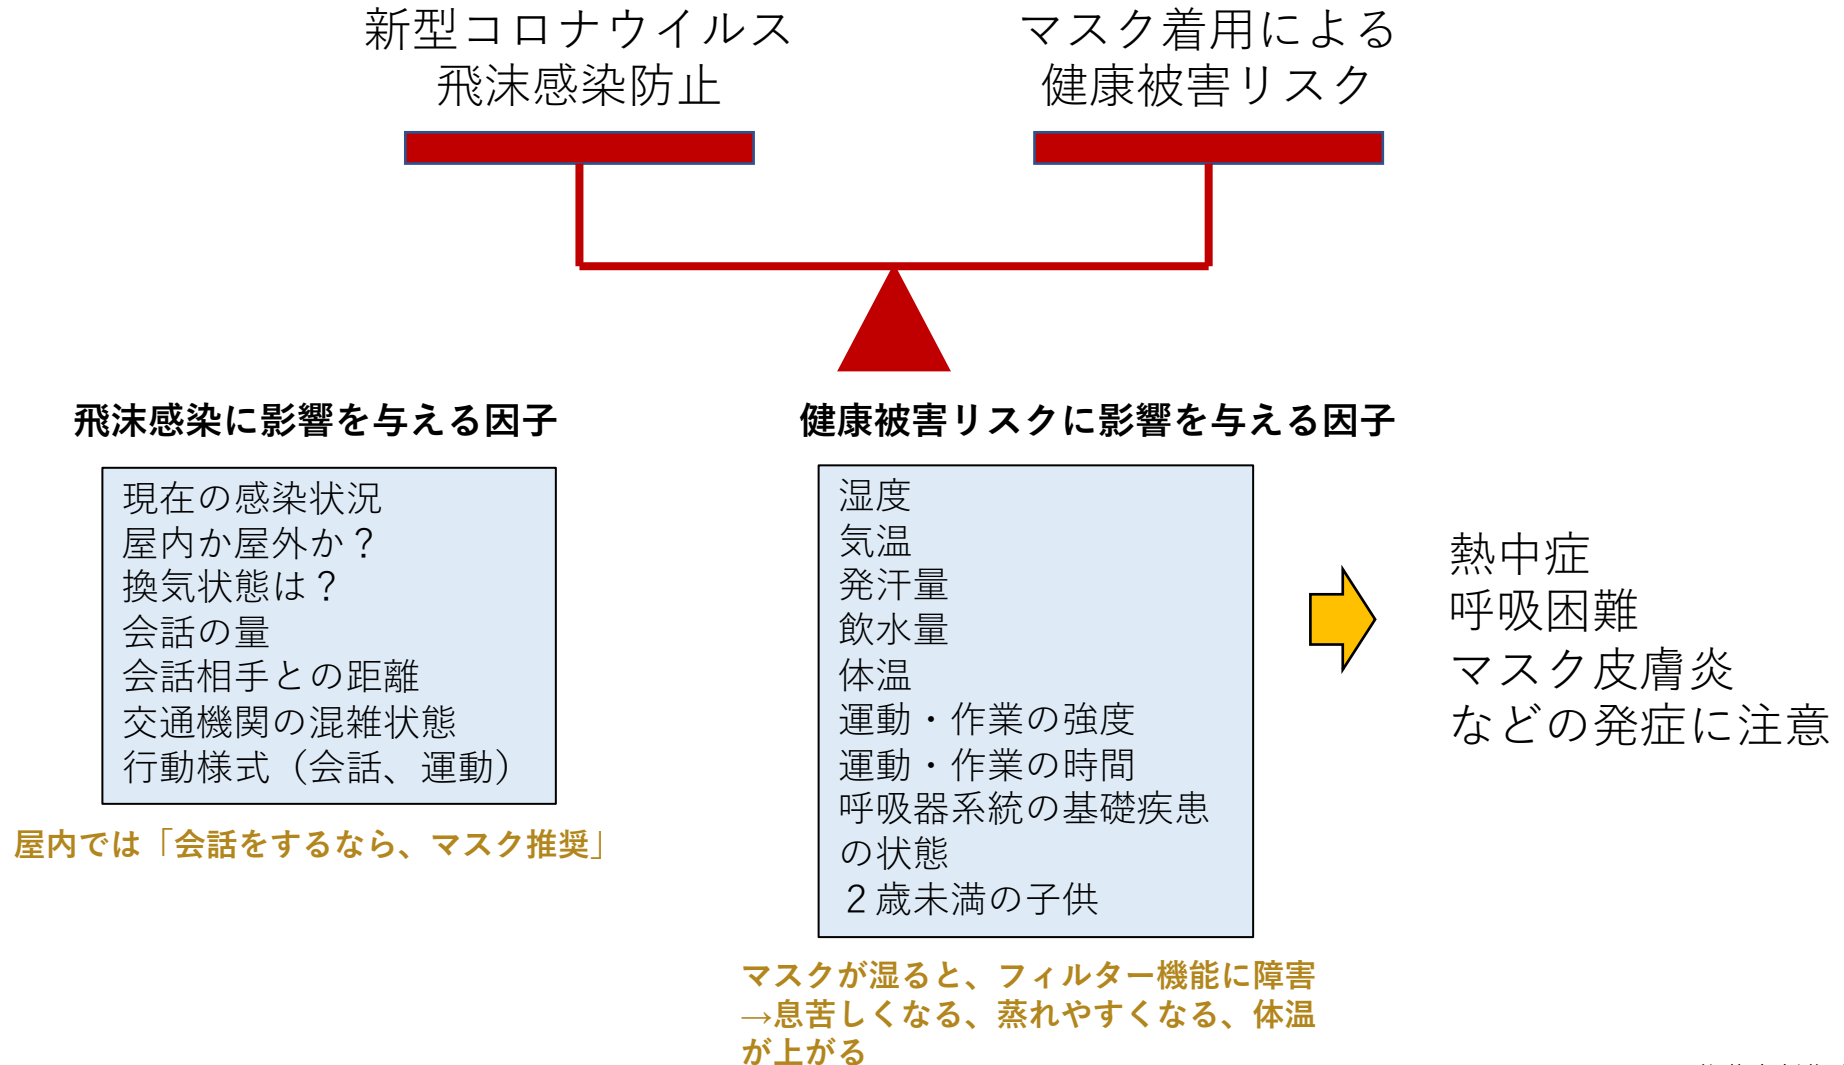 新型コロナウイルス
飛沫感染防止
マスク着用による
健康被害リスク
飛沫感染に影響を与える因子
現在の感染状況
屋内か屋外か？
換気状態は？
会話の量
会話相手との距離
交通機関の混雑状態
行動様式（会話、運動）
屋内では「会話をするなら、マスク推奨」
健康被害リスクに影響を与える因子
湿度
気温
発汗量
飲水量
体温
運動・作業の強度
運動・作業の時間
呼吸器系統の基礎疾患
の状態
２歳未満の子供
マスクが湿ると、フィルター機能に障害
→息苦しくなる、蒸れやすくなる、体温
が上がる
熱中症
呼吸困難
マスク皮膚炎
などの発症に注意